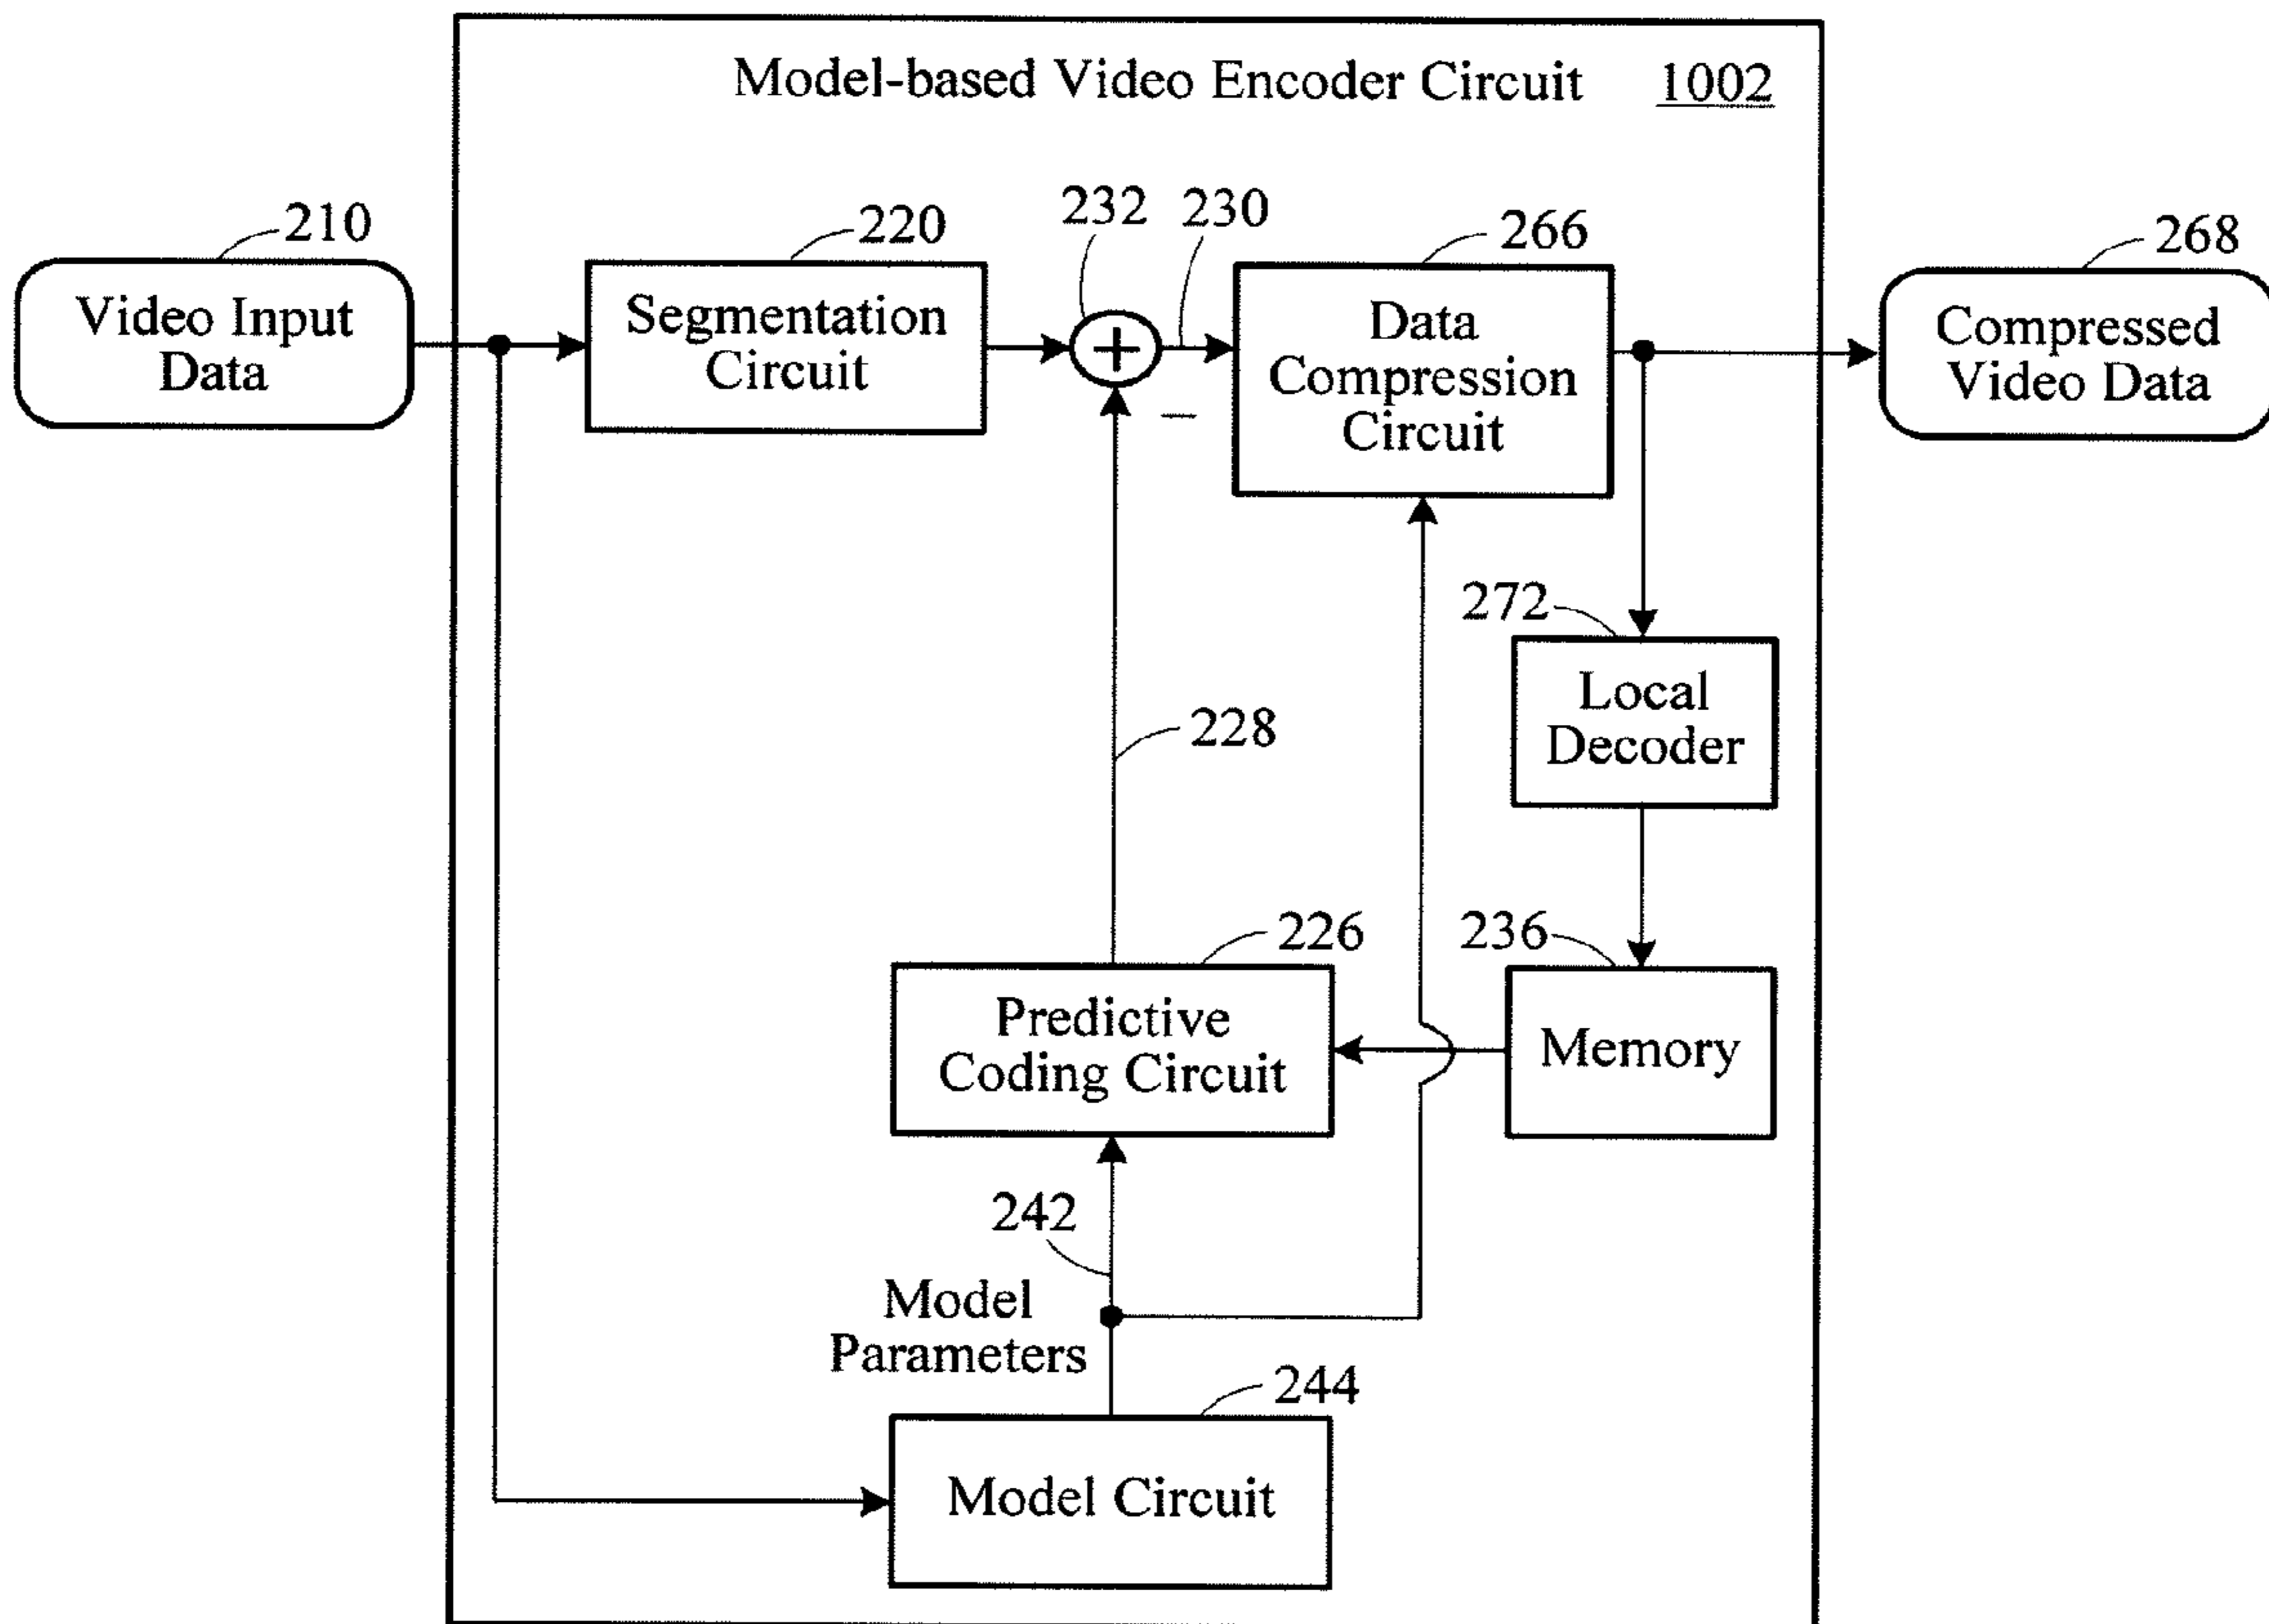 Model-based Video Encoder Circuit 1002
210
220
232
230
266
268
Video Input
Data
Segmentation
Circuit
+
−
Data
Compression
Circuit
Compressed
Video Data
272
Local
Decoder
228
226
236
Predictive
Coding Circuit
Memory
242
Model
Parameters
244
Model Circuit